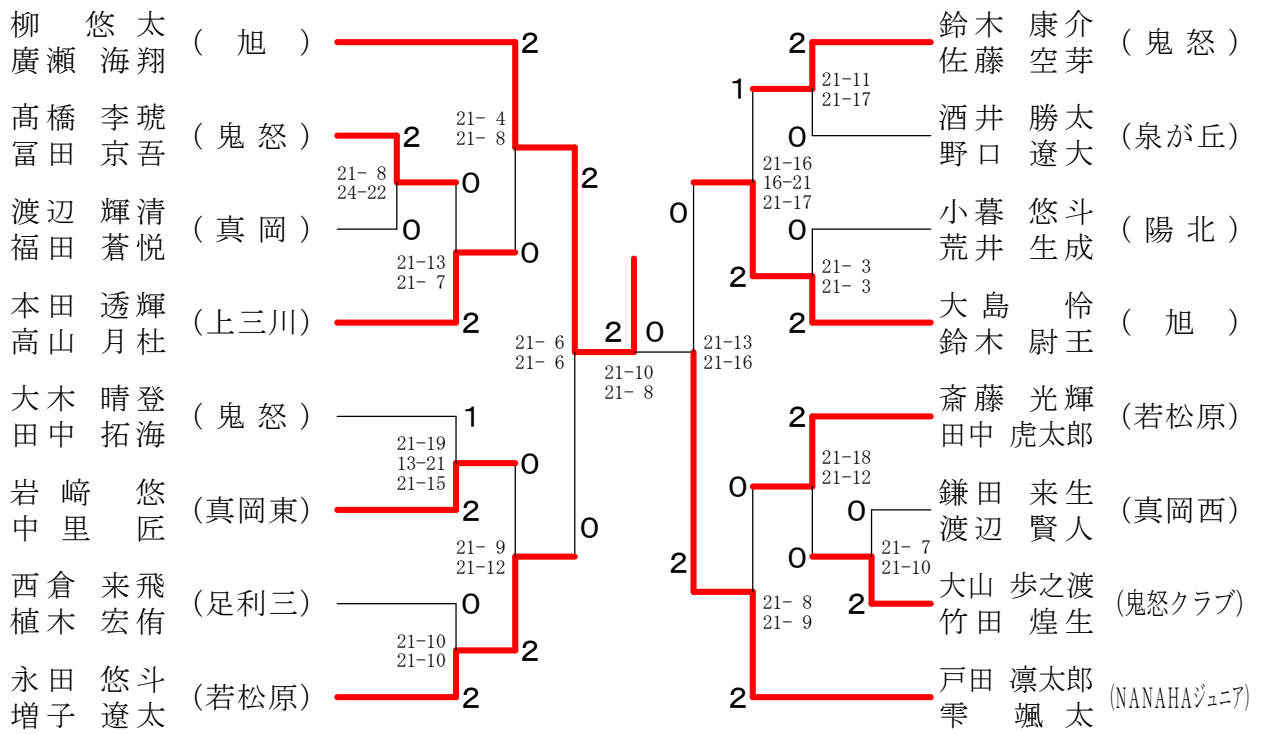 柳 悠太
廣瀬 海翔
(旭)
2
21- 4
21- 8
髙橋 李琥
冨田 京吾
(鬼怒)
2
21- 8
24-22
0
渡辺 輝清
福田 蒼悦
(真岡)
0
21-13
21- 7
0
本田 透輝
高山 月杜
(上三川)
2
2
21- 6
21- 6
大木 晴登
田中 拓海
(鬼怒)
1
21-19
13-21
21-15
0
岩﨑 悠
中里 匠
(真岡東)
2
21- 9
21-12
0
西倉 来飛
植木 宏侑
(足利三)
0
21-10
21-10
2
永田 悠斗
増子 遼太
(若松原)
2
2 0
21-10
21- 8
鈴木 康介
佐藤 空芽
(鬼怒)
2
21-11
21-17
1
酒井 勝太
野口 遼大
(泉が丘)
0
21-16
16-21
21-17
0
小暮 悠斗
荒井 生成
(陽北)
0
21- 3
21- 3
2
大島 怜
鈴木 尉王
(旭)
2
21-13
21-16
斎藤 光輝
田中 虎太郎
(若松原)
2
21-18
21-12
0
鎌田 来生
渡辺 賢人
(真岡西)
0
21- 7
21-10
0
2
大山 歩之渡
竹田 煌生
(鬼怒クラブ)
2
21- 8
21- 9
戸田 凛太郎
雫 颯太
(NANAHAジュニア)
2